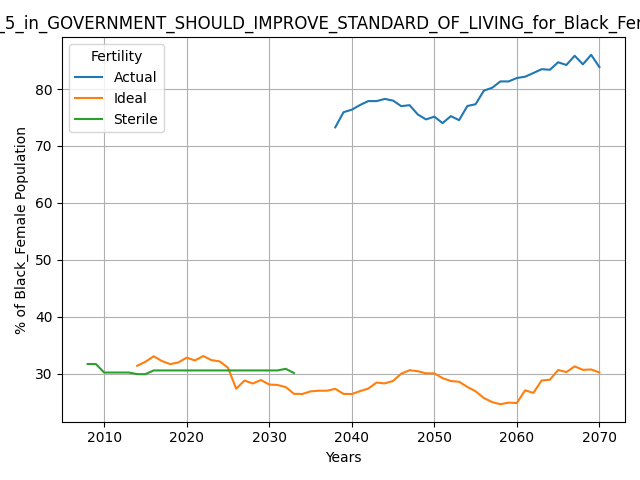 _5_in_GOVERNMENT_SHOULD_IMPROVE_STANDARD_OF_LIVING_for_Black_Fe
Fertility
Actual
Ideal
Sterile
% of Black_Female Population
80
70
60
50
40
30
2010
2020
2030
2040
2050
2060
2070
Years